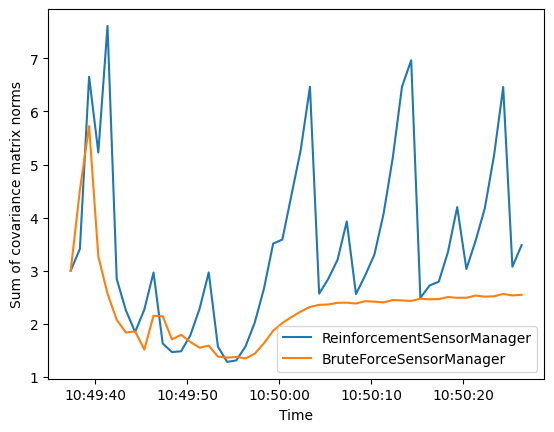 Sum of covariance matrix norms
7
6
5
4
3
2
1
ReinforcementSensorManager
BruteForceSensorManager
10:49:40 10:49:50 10:50:00 10:50:10 10:50:20
Time